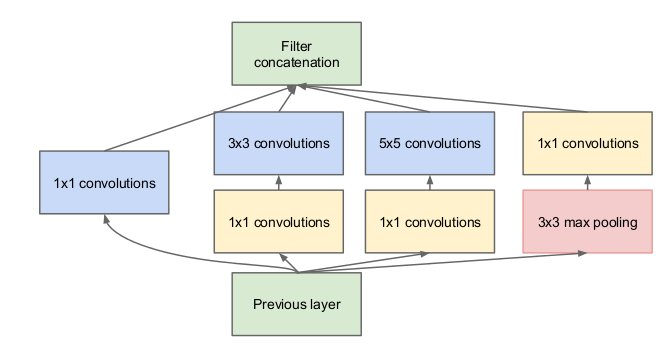 Filter
concatenation
3x3 convolutions
5x5 convolutions
1x1 convolutions
1x1 convolutions
1x1 convolutions
1x1 convolutions
3x3 max pooling
Previous layer